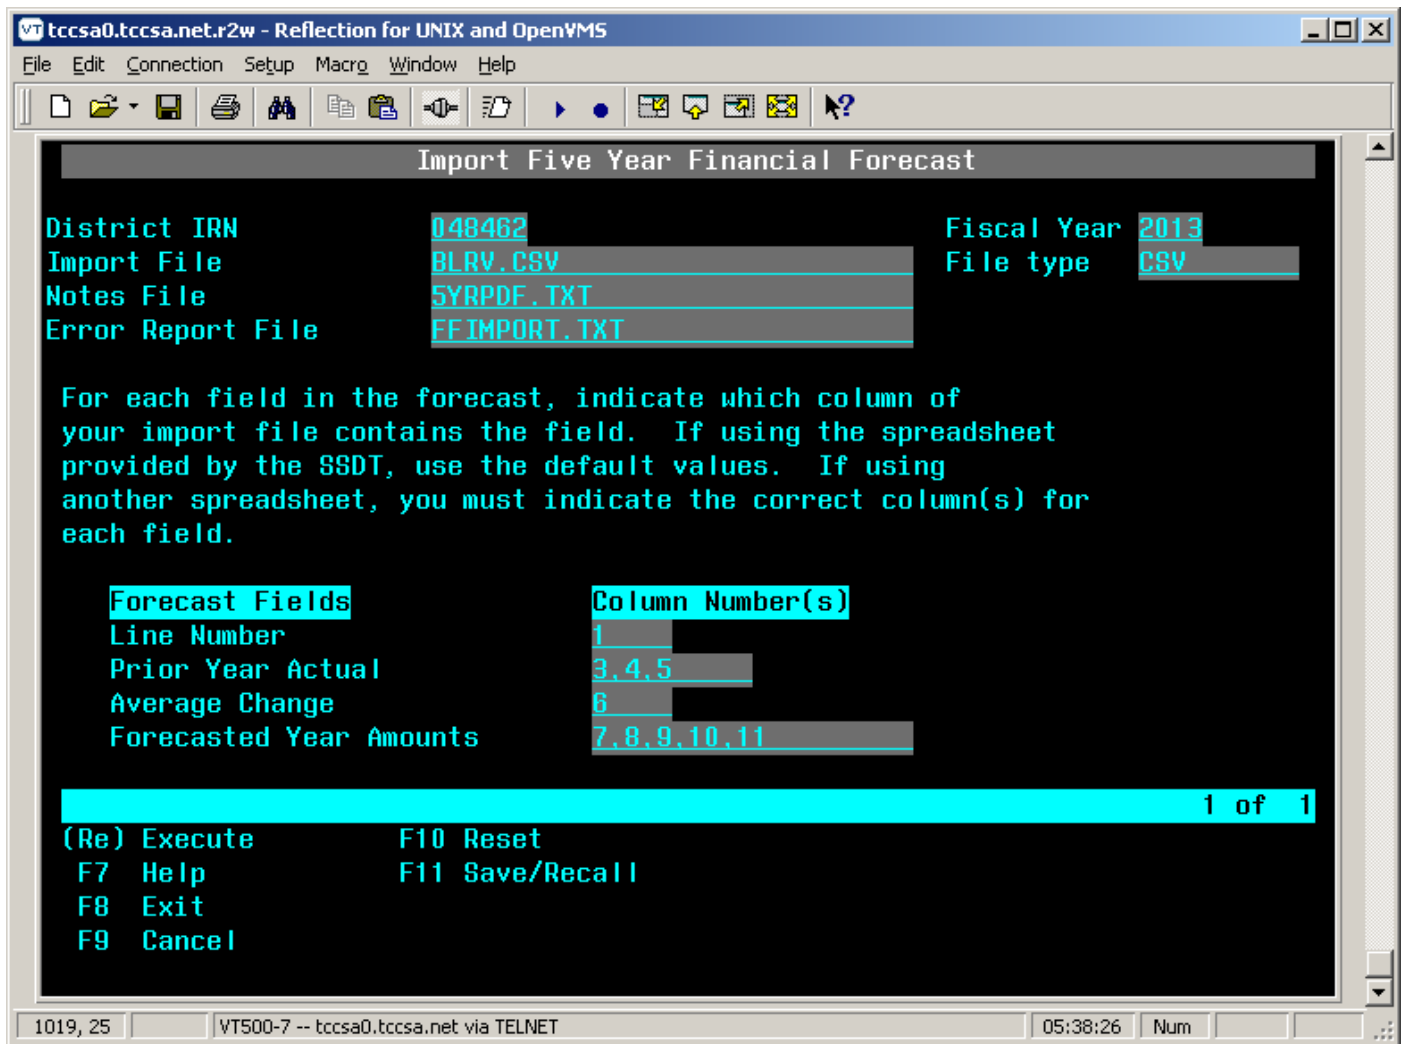 VT tccsa0.tccsa.net.r2w - Reflection for UNIX and OpenVMS
File Edit Connection Setup Macro Window Help
Import Five Year Financial Forecast
District IRN 048462 Fiscal Year 2013
Import File BLRV.CSV File type CSV
Notes File 5YRPDF.TXT
Error Report File FFIMPORT.TXT
For each field in the forecast, indicate which column of
your import file contains the field. If using the spreadsheet
provided by the SSDT, use the default values. If using
another spreadsheet, you must indicate the correct column(s) for
each field.
Forecast Fields Column Number(s)
Line Number 1
Prior Year Actual 3,4,5
Average Change 6
Forecasted Year Amounts 7,8,9,10,11
1 of 1
(Re) Execute F10 Reset
F7 Help F11 Save/Recall
F8 Exit
F9 Cancel
1019, 25 VT500-7 -- tccsa0.tccsa.net via TELNET 05:38:26 Num